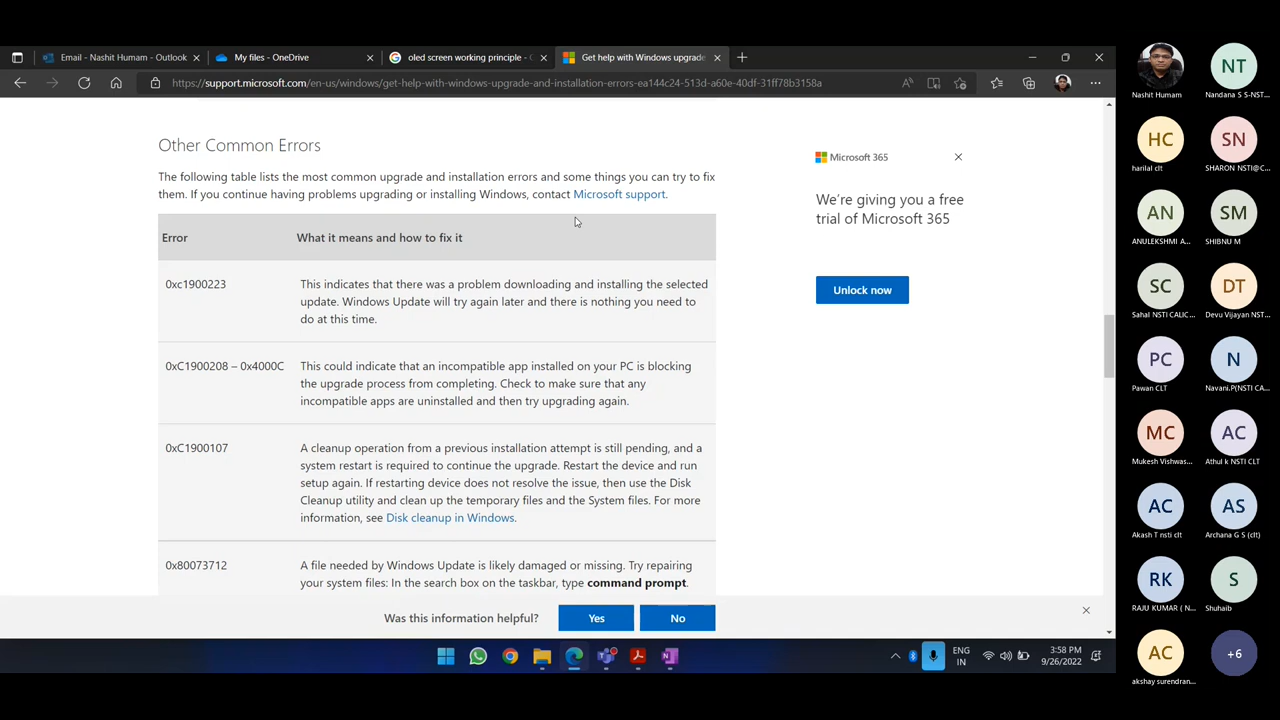 Email - Nashit Humam - Outlook
My files - OneDrive
oled screen working principle -
Get help with Windows upgrade
https://support.microsoft.com/en-us/windows/get-help-with-windows-upgrade-and-installation-errors-ea144c24-513d-a60e-40df-31ff78b3158a
Other Common Errors
The following table lists the most common upgrade and installation errors and some things you can try to fix
them. If you continue having problems upgrading or installing Windows, contact Microsoft support.
Error
What it means and how to fix it
0xc1900223
This indicates that there was a problem downloading and installing the selected
update. Windows Update will try again later and there is nothing you need to
do at this time.
0xC1900208 – 0x4000C
This could indicate that an incompatible app installed on your PC is blocking
the upgrade process from completing. Check to make sure that any
incompatible apps are uninstalled and then try upgrading again.
0xC1900107
A cleanup operation from a previous installation attempt is still pending, and a
system restart is required to continue the upgrade. Restart the device and run
setup again. If restarting device does not resolve the issue, then use the Disk
Cleanup utility and clean up the temporary files and the System files. For more
information, see Disk cleanup in Windows.
0x80073712
A file needed by Windows Update is likely damaged or missing. Try repairing
your system files: In the search box on the taskbar, type command prompt.
Microsoft 365
We're giving you a free
trial of Microsoft 365
Unlock now
Was this information helpful?
Yes
No
ENG
IN
3:58 PM
9/26/2022
Nashit Humam
NT
Nandana S S-NST...
HC
harilal clt
SN
SHARON NSTI@C...
AN
ANULEKSHMI A...
SM
SHIBNU M
SC
Sahal NSTI CALIC...
DT
Devu Vijayan NST...
PC
Pawan CLT
N
Navani.P(NSTI CA...
MC
Mukesh Vishwas...
AC
Athul k NSTI CLT
AC
Akash T nsti clt
AS
Archana G S (clt)
RK
RAJU KUMAR ( N...
S
Shuhaib
AC
akshay surendran...
+6